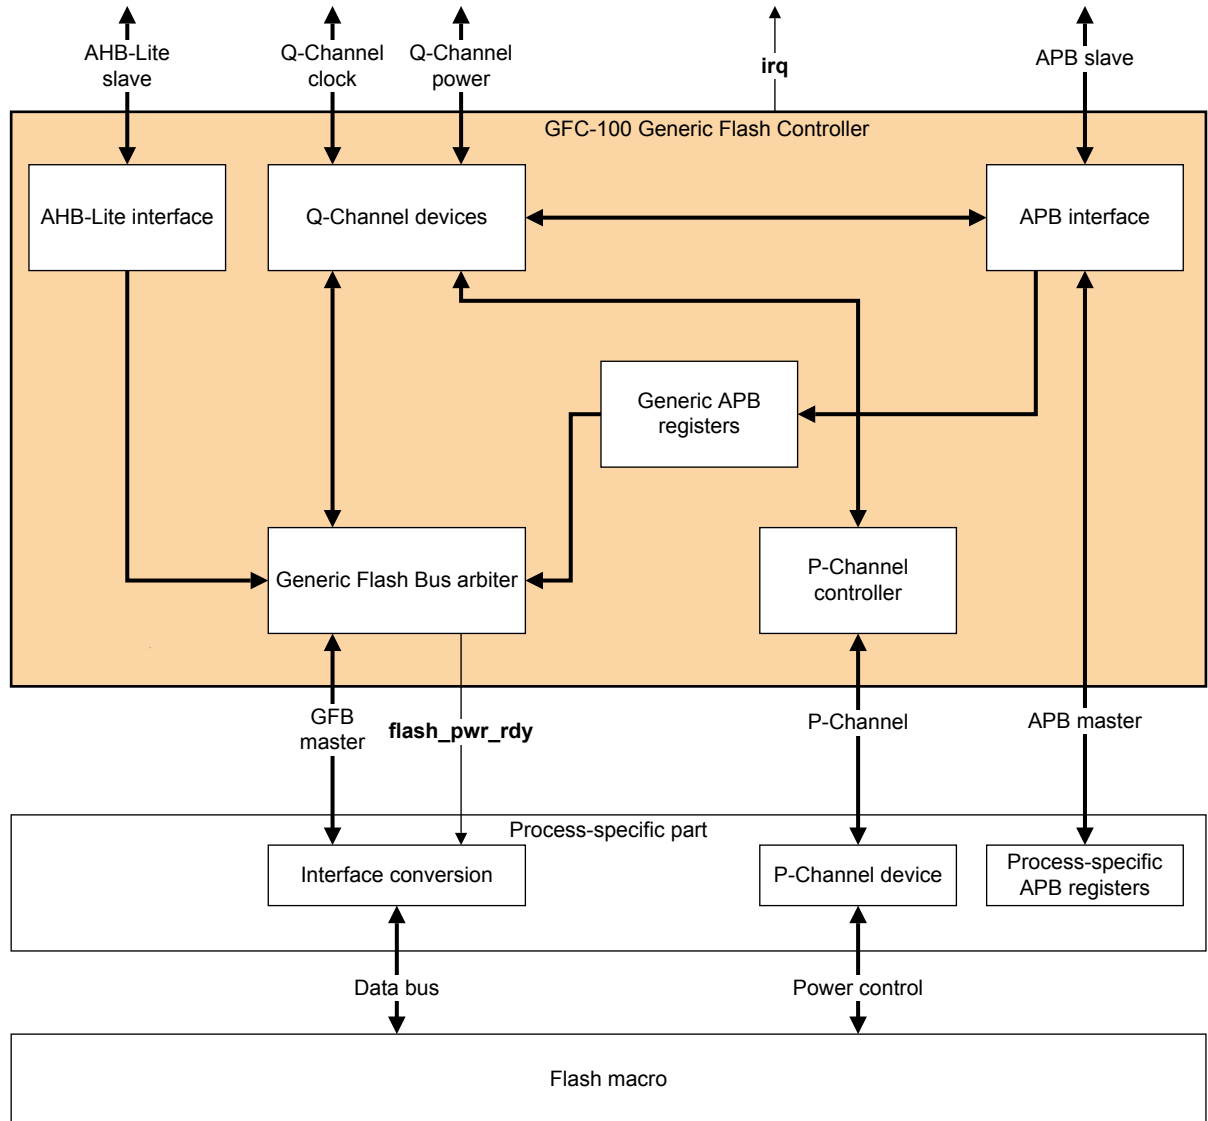 AHB-Lite
slave
Q-Channel
clock
Q-Channel
power
irq
APB slave
GFC-100 Generic Flash Controller
AHB-Lite interface
Q-Channel devices
APB interface
Generic APB
registers
Generic Flash Bus arbiter
P-Channel
controller
GFB
master
flash_pwr_rdy
P-Channel
APB master
Process-specific part
Interface conversion
P-Channel device
Process-specific
APB registers
Data bus
Power control
Flash macro